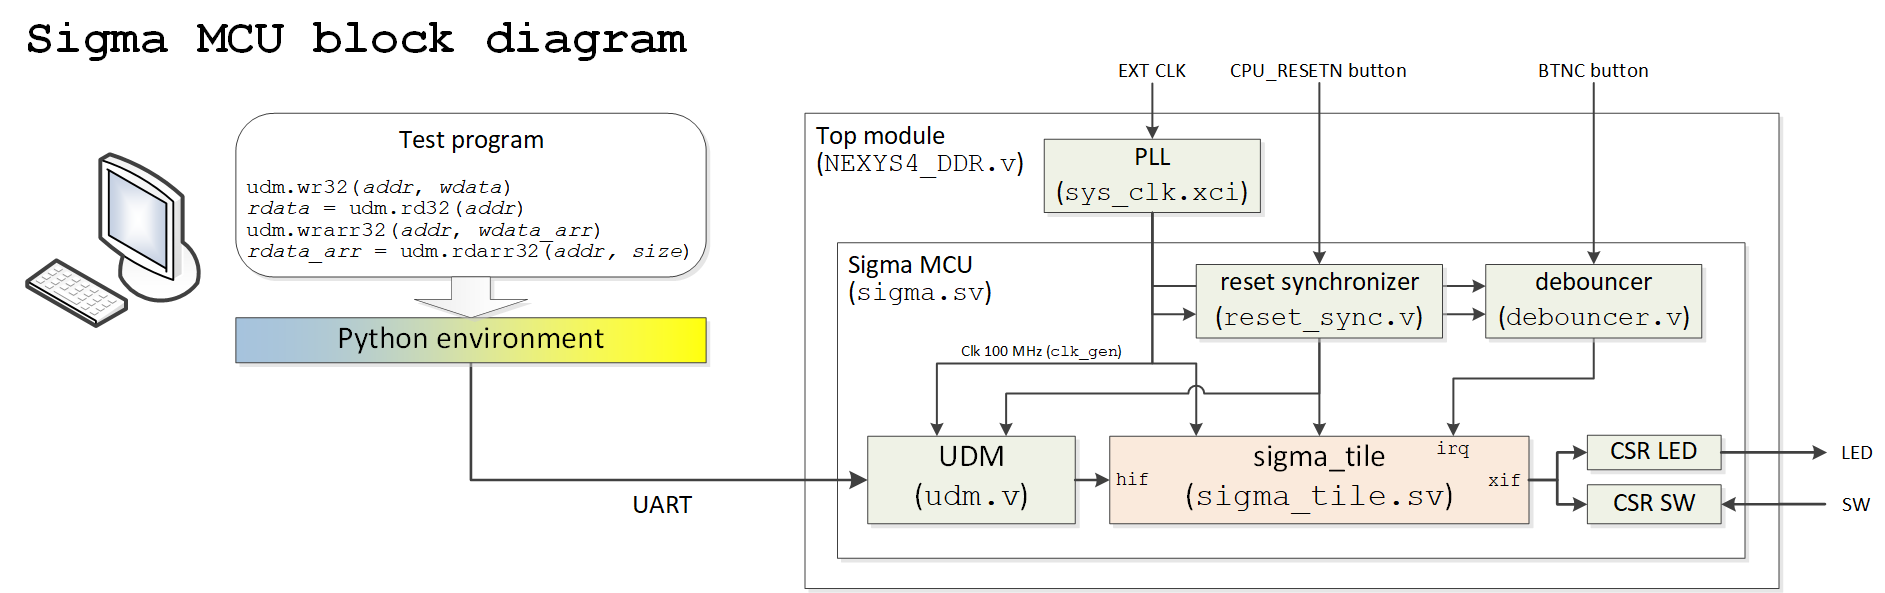 Sigma MCU block diagram
Test program
udm.wr32(addr, wdata)
rdata = udm.rd32(addr)
udm.wrarr32(addr, wdata_arr)
rdata_arr = udm.rdarr32(addr, size)
Python environment
UART
EXT CLK
CPU_RESETN button
BTNC button
Top module
(NEXYS4_DDR.v)
PLL
(sys_clk.xci)
Sigma MCU
(sigma.sv)
reset synchronizer
(reset_sync.v)
debouncer
(debouncer.v)
Clk 100 MHz (clk_gen)
UDM
(udm.v)
hif
sigma_tile
(sigma_tile.sv)
irq
xif
CSR LED
CSR SW
LED
SW